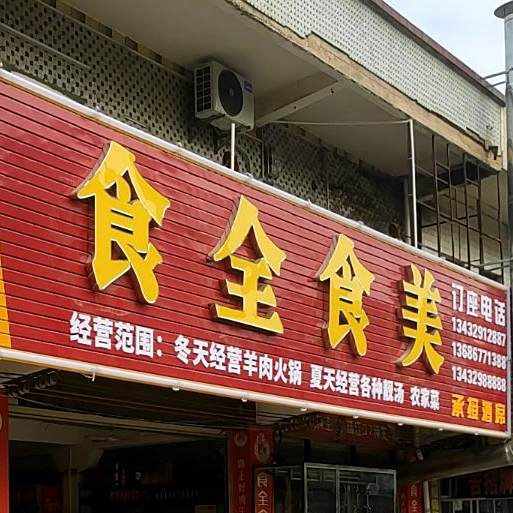 食全食美
订座电话
13432912887
13686771388
13432988888
承接酒席
经营范围：冬天经营羊肉火锅 夏天经营各种靓汤 农家菜
食全